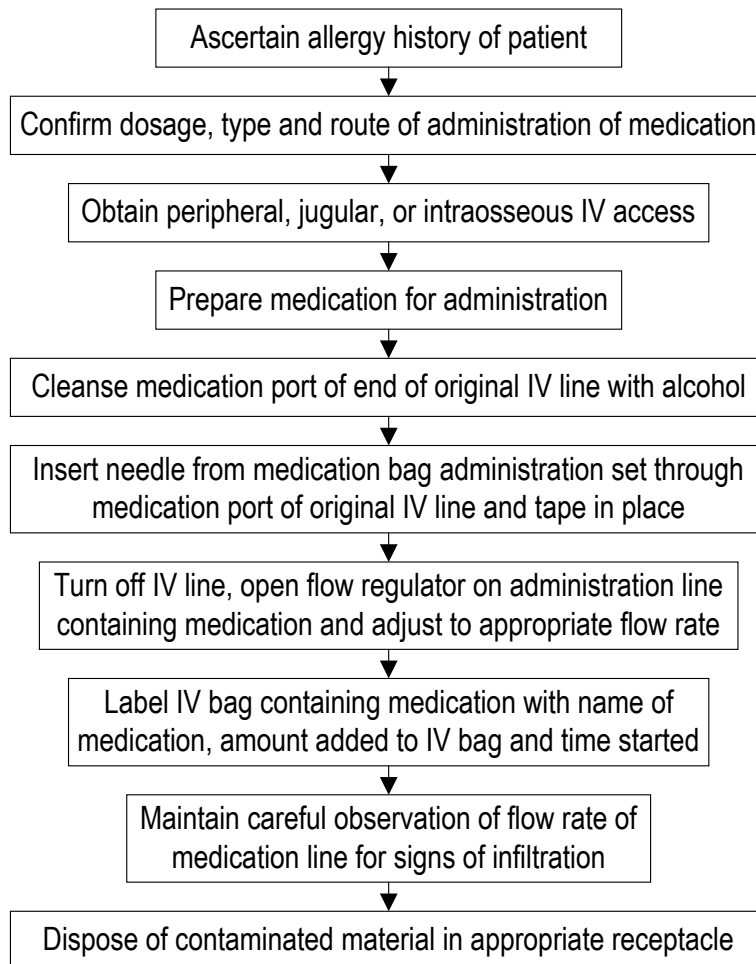 Ascertain allergy history of patient
Confirm dosage, type and route of administration of medication
Obtain peripheral, jugular, or intraosseous IV access
Prepare medication for administration
Cleanse medication port of end of original IV line with alcohol
Insert needle from medication bag administration set through
medication port of original IV line and tape in place
Turn off IV line, open flow regulator on administration line
containing medication and adjust to appropriate flow rate
Label IV bag containing medication with name of
medication, amount added to IV bag and time started
Maintain careful observation of flow rate of
medication line for signs of infiltration
Dispose of contaminated material in appropriate receptacle